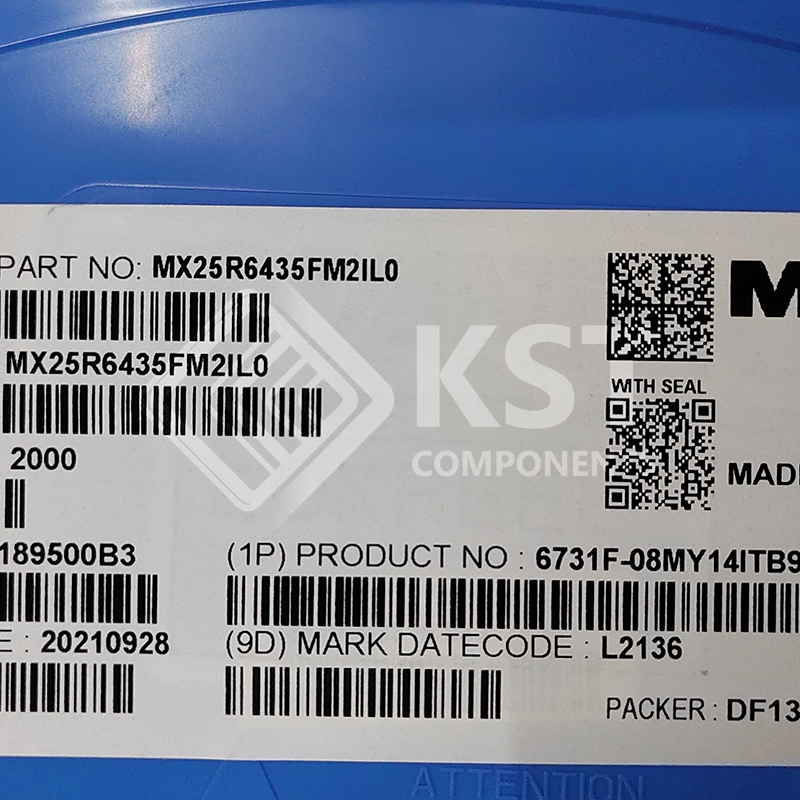 PART NO: MX25R6435FM2IL0
MX25R6435FM2IL0
2000
WITH SEAL
KST
COMPONENTS
MADE
189500B3
(1P) PRODUCT NO : 6731F-08MY14ITB9
E : 20210928
(9D) MARK DATECODE : L2136
PACKER : DF13
ATTENTION